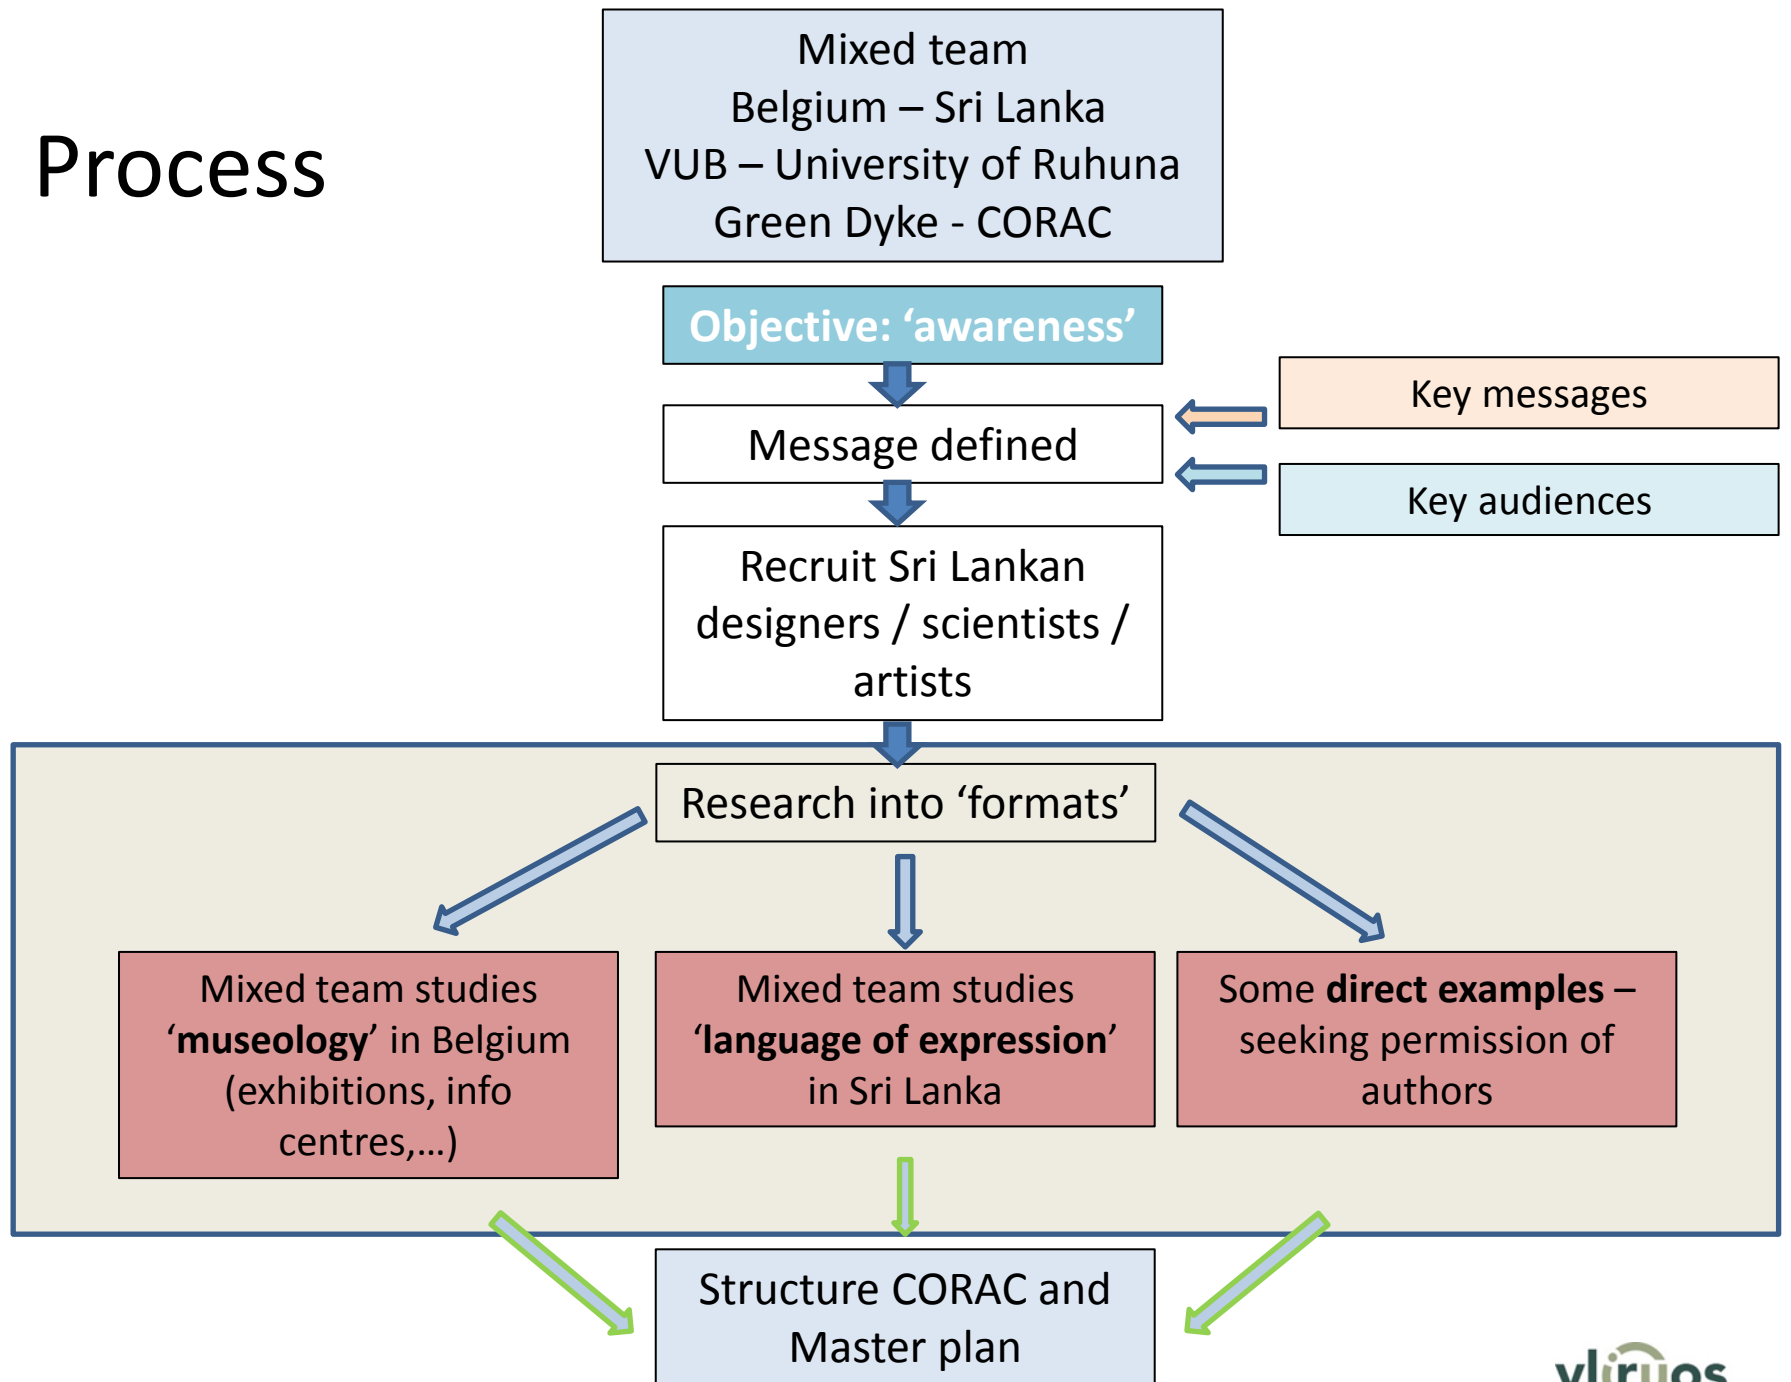 Process
Mixed team
Belgium – Sri Lanka
VUB – University of Ruhuna
Green Dyke - CORAC
Objective: ‘awareness’
Message defined
Key messages
Key audiences
Recruit Sri Lankan
designers / scientists /
artists
Research into ‘formats’
Mixed team studies
‘museology’ in Belgium
(exhibitions, info
centres,...)
Mixed team studies
‘language of expression’
in Sri Lanka
Some direct examples –
seeking permission of
authors
Structure CORAC and
Master plan
vliruos